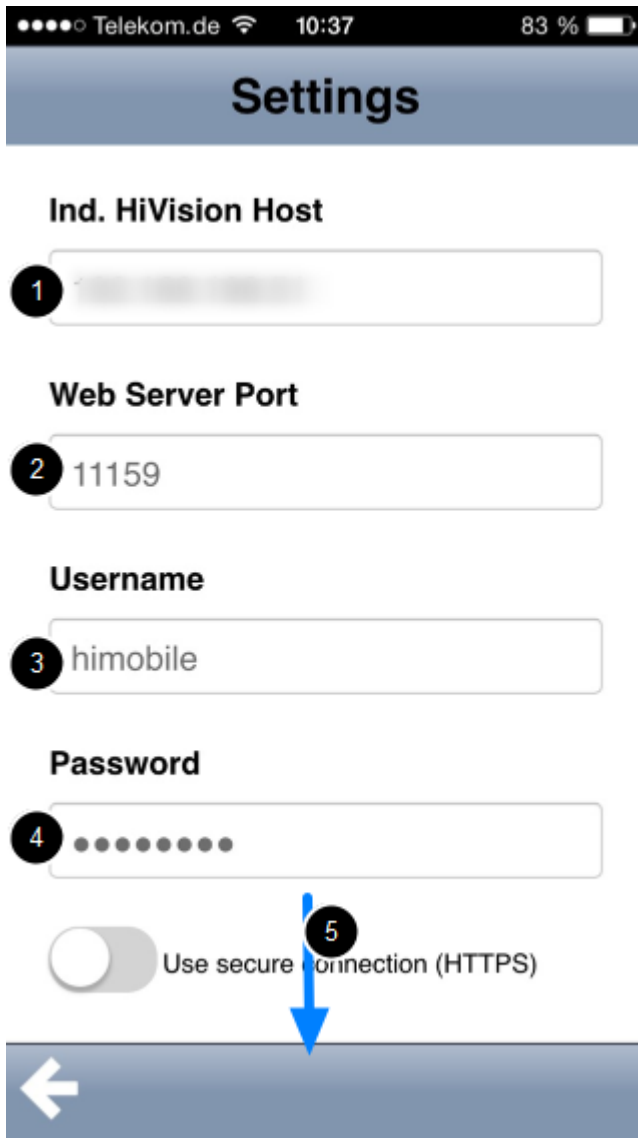 Telekom.de 10:37 83 %
Settings
Ind. HiVision Host
1
Web Server Port
2 11159
Username
3 himobile
Password
4 ••••••••
5
Use secure connection (HTTPS)